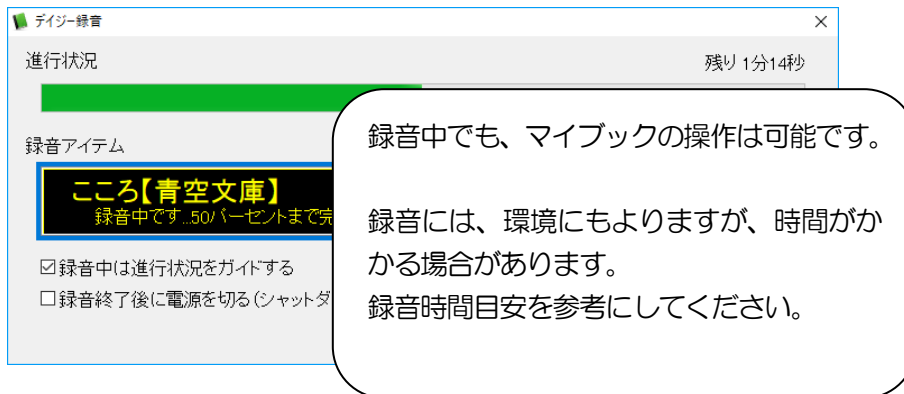 デイジー録音
進行状況
残り 1分14秒
録音アイテム
こころ【青空文庫】
録音中です..50パーセントまで完
☑録音中は進行状況をガイドする
☐録音終了後に電源を切る(シャットダ
録音中でも、マイブックの操作は可能です。
録音には、環境にもよりますが、時間がか
かる場合があります。
録音時間目安を参考にしてください。